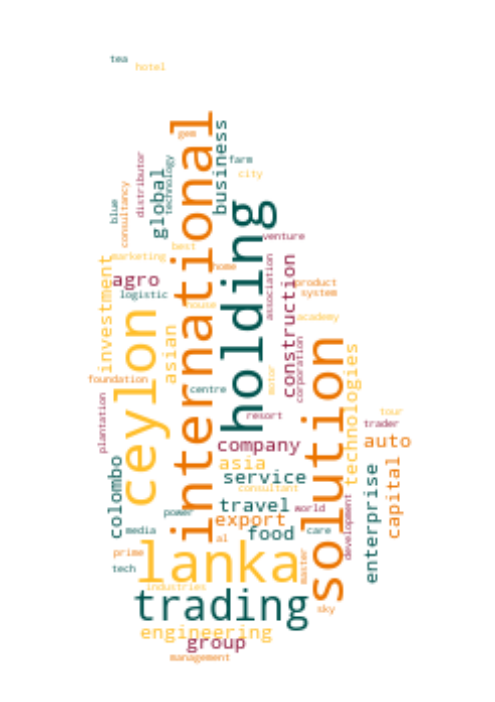 tea
hotel
international
gem
business
farm
city
distributor
technology
global
consultancy
blue
holding
venture
best
marketing
home
investment
agro
logistic
association
construction
product
system
house
academy
ceylon
asian
solution
corporation
technologies
foundation
centre
motor
plantation
resort
tour
trader
auto
company
colombo
asia
service
consultant
capital
enterprise
travel
world
power
export
development
media
food
care
al
prime
lanka
master
tech
industries
trading
sky
engineering
group
management